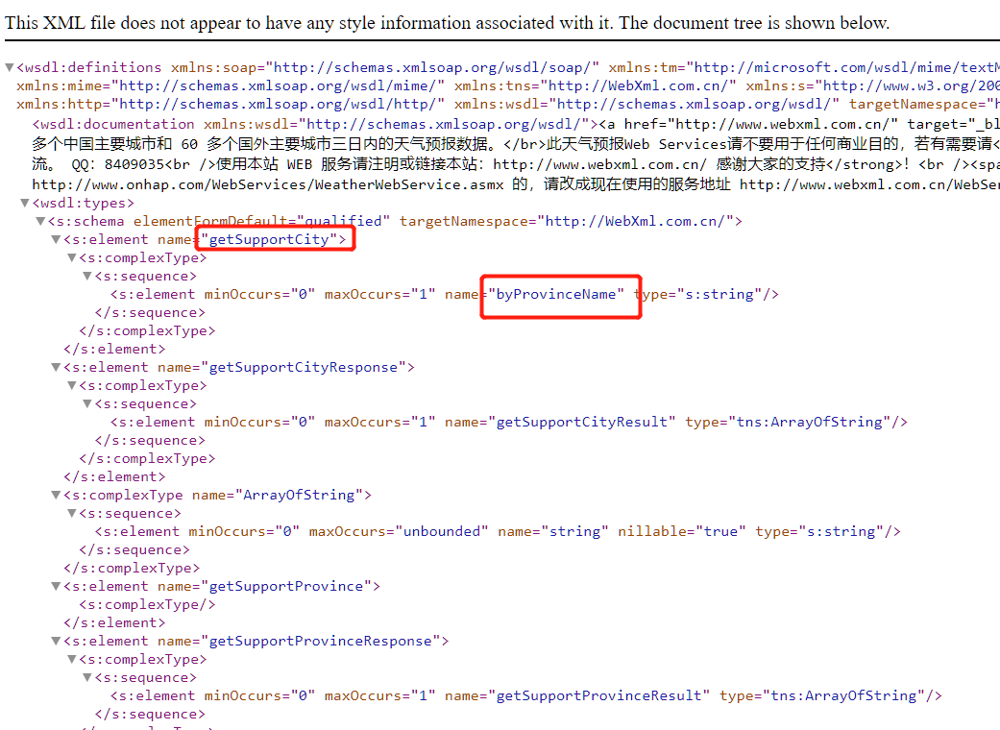 This XML file does not appear to have any style information associated with it. The document tree is shown below.
▼<wsdl:definitions xmlns:soap="http://schemas.xmlsoap.org/wsdl/soap/" xmlns:tm="http://microsoft.com/wsdl/mime/textM
xmlns:mime="http://schemas.xmlsoap.org/wsdl/mime/" xmlns:tns="http://WebXml.com.cn/" xmlns:s="http://www.w3.org/200
xmlns:http="http://schemas.xmlsoap.org/wsdl/http/" xmlns:wsdl="http://schemas.xmlsoap.org/wsdl/" targetNamespace="h
<wsdl:documentation xmlns:wsdl="http://schemas.xmlsoap.org/wsdl/"><a href="http://www.webxml.com.cn/" target="_bl
多个中国主要城市和 60 多个国外主要城市三日内的天气预报数据。</br>此天气预报Web Services请不要用于任何商业目的，若有需要请<
流。 QQ：8409035<br />使用本站 WEB 服务请注明或链接本站：http://www.webxml.com.cn/ 感谢大家的支持</strong>！<br /><spa
http://www.onhap.com/WebServices/WeatherWebService.asmx 的，请改成现在使用的服务地址 http://www.webxml.com.cn/WebSer
▼<wsdl:types>
▼<s:schema elementFormDefault="qualified" targetNamespace="http://WebXml.com.cn/">
▼<s:element name="getSupportCity">
▼<s:complexType>
▼<s:sequence>
<s:element minOccurs="0" maxOccurs="1" name="byProvinceName" type="s:string"/>
</s:sequence>
</s:complexType>
</s:element>
▼<s:element name="getSupportCityResponse">
▼<s:complexType>
▼<s:sequence>
<s:element minOccurs="0" maxOccurs="1" name="getSupportCityResult" type="tns:ArrayOfString"/>
</s:sequence>
</s:complexType>
</s:element>
▼<s:complexType name="ArrayOfString">
▼<s:sequence>
<s:element minOccurs="0" maxOccurs="unbounded" name="string" nillable="true" type="s:string"/>
</s:sequence>
</s:complexType>
▼<s:element name="getSupportProvince">
<s:complexType/>
</s:element>
▼<s:element name="getSupportProvinceResponse">
▼<s:complexType>
▼<s:sequence>
<s:element minOccurs="0" maxOccurs="1" name="getSupportProvinceResult" type="tns:ArrayOfString"/>
</s:sequence>